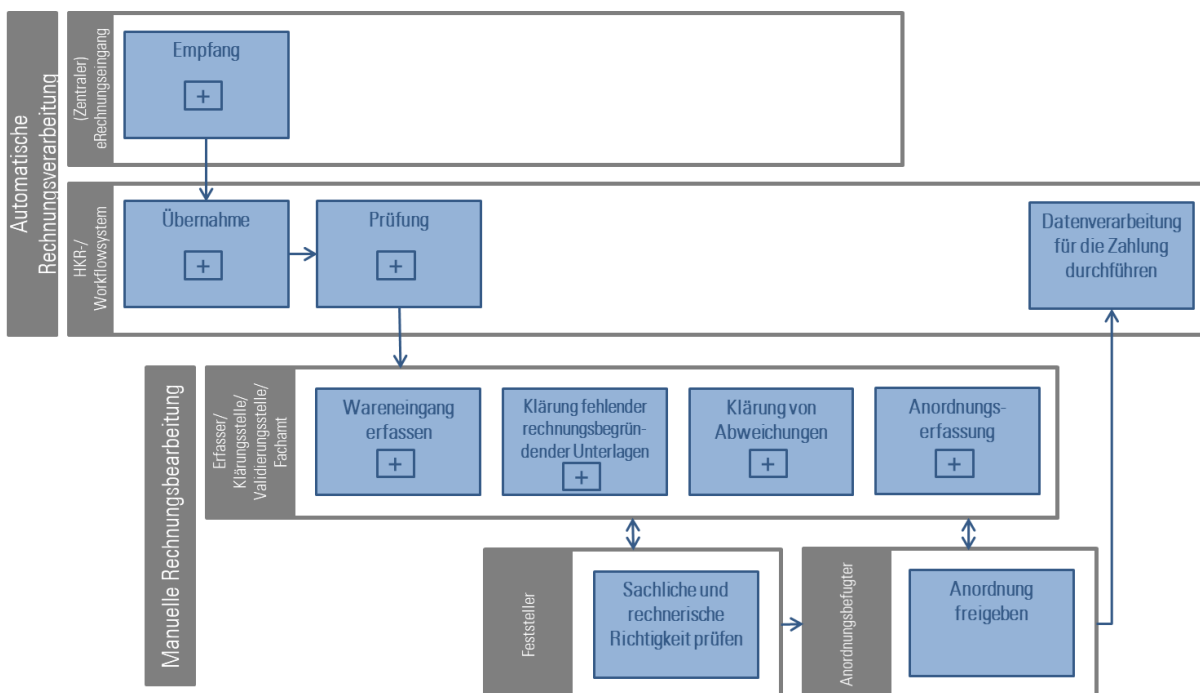 Automatische
Rechnungsverarbeitung
(Zentraler)
eRechnungseingang
Empfang
+
HKR-/
Workflowsystem
Übernahme
+
Prüfung
+
Datenverarbeitung
für die Zahlung
durchführen
Manuelle Rechnungsbearbeitung
Erfasser/
Klärungsstelle/
Validierungsstelle/
Fachamt
Wareneingang
erfassen
+
Klärung fehlender
rechnungsbegrün-
dender Unterlagen
+
Klärung von
Abweichungen
+
Anordnungs-
erfassung
+
Feststeller
Sachliche und
rechnerische
Richtigkeit prüfen
Anordnungsbefugter
Anordnung
freigeben